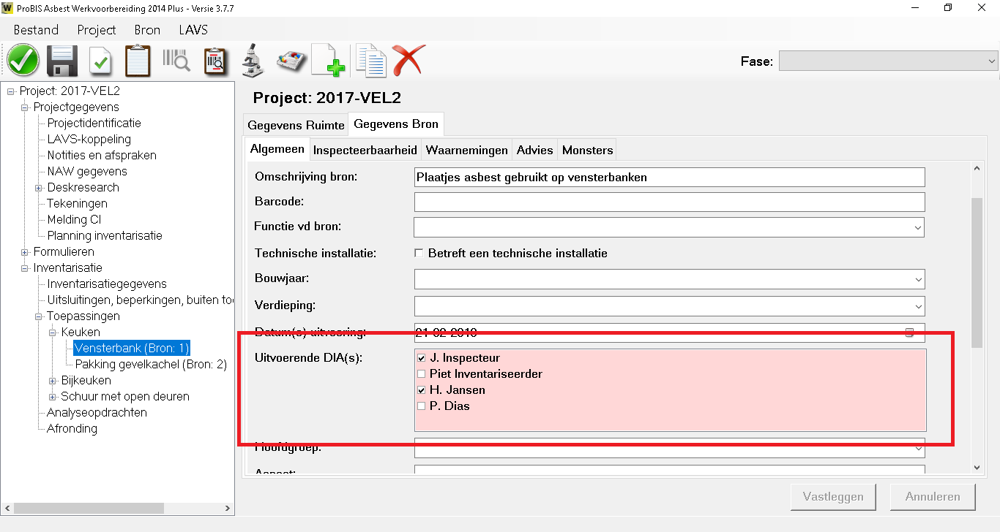 ProBIS Asbest Werkvoorbereiding 2014 Plus - Versie 3.7.7
Bestand Project Bron LAVS
Fase:
Project: 2017-VEL2
Projectgegevens
Projectidentificatie
LAVS-koppeling
Notities en afspraken
NAW gegevens
Deskresearch
Tekeningen
Melding CI
Planning inventarisatie
Formulieren
Inventarisatie
Inventarisatiegegevens
Uitsluitingen, beperkingen, buiten to
Toepassingen
Keuken
Vensterbank (Bron: 1)
Pakking gevelkachel (Bron: 2)
Bijkeuken
Schuur met open deuren
Analyseopdrachten
Afronding
Project: 2017-VEL2
Gegevens Ruimte Gegevens Bron
Algemeen Inspecteerbaarheid Waarnemingen Advies Monsters
Omschrijving bron: Plaatjes asbest gebruikt op vensterbanken
Barcode:
Functie vd bron:
Technische installatie: Betreft een technische installatie
Bouwjaar:
Verdieping:
Datum(s) uitvoering: 21-02-2019
Uitvoerende DIA(s): J. Inspecteur
Piet Inventariseerder
H. Jansen
P. Dias
Hoofdgroep:
Aspect:
Vastleggen Annuleren